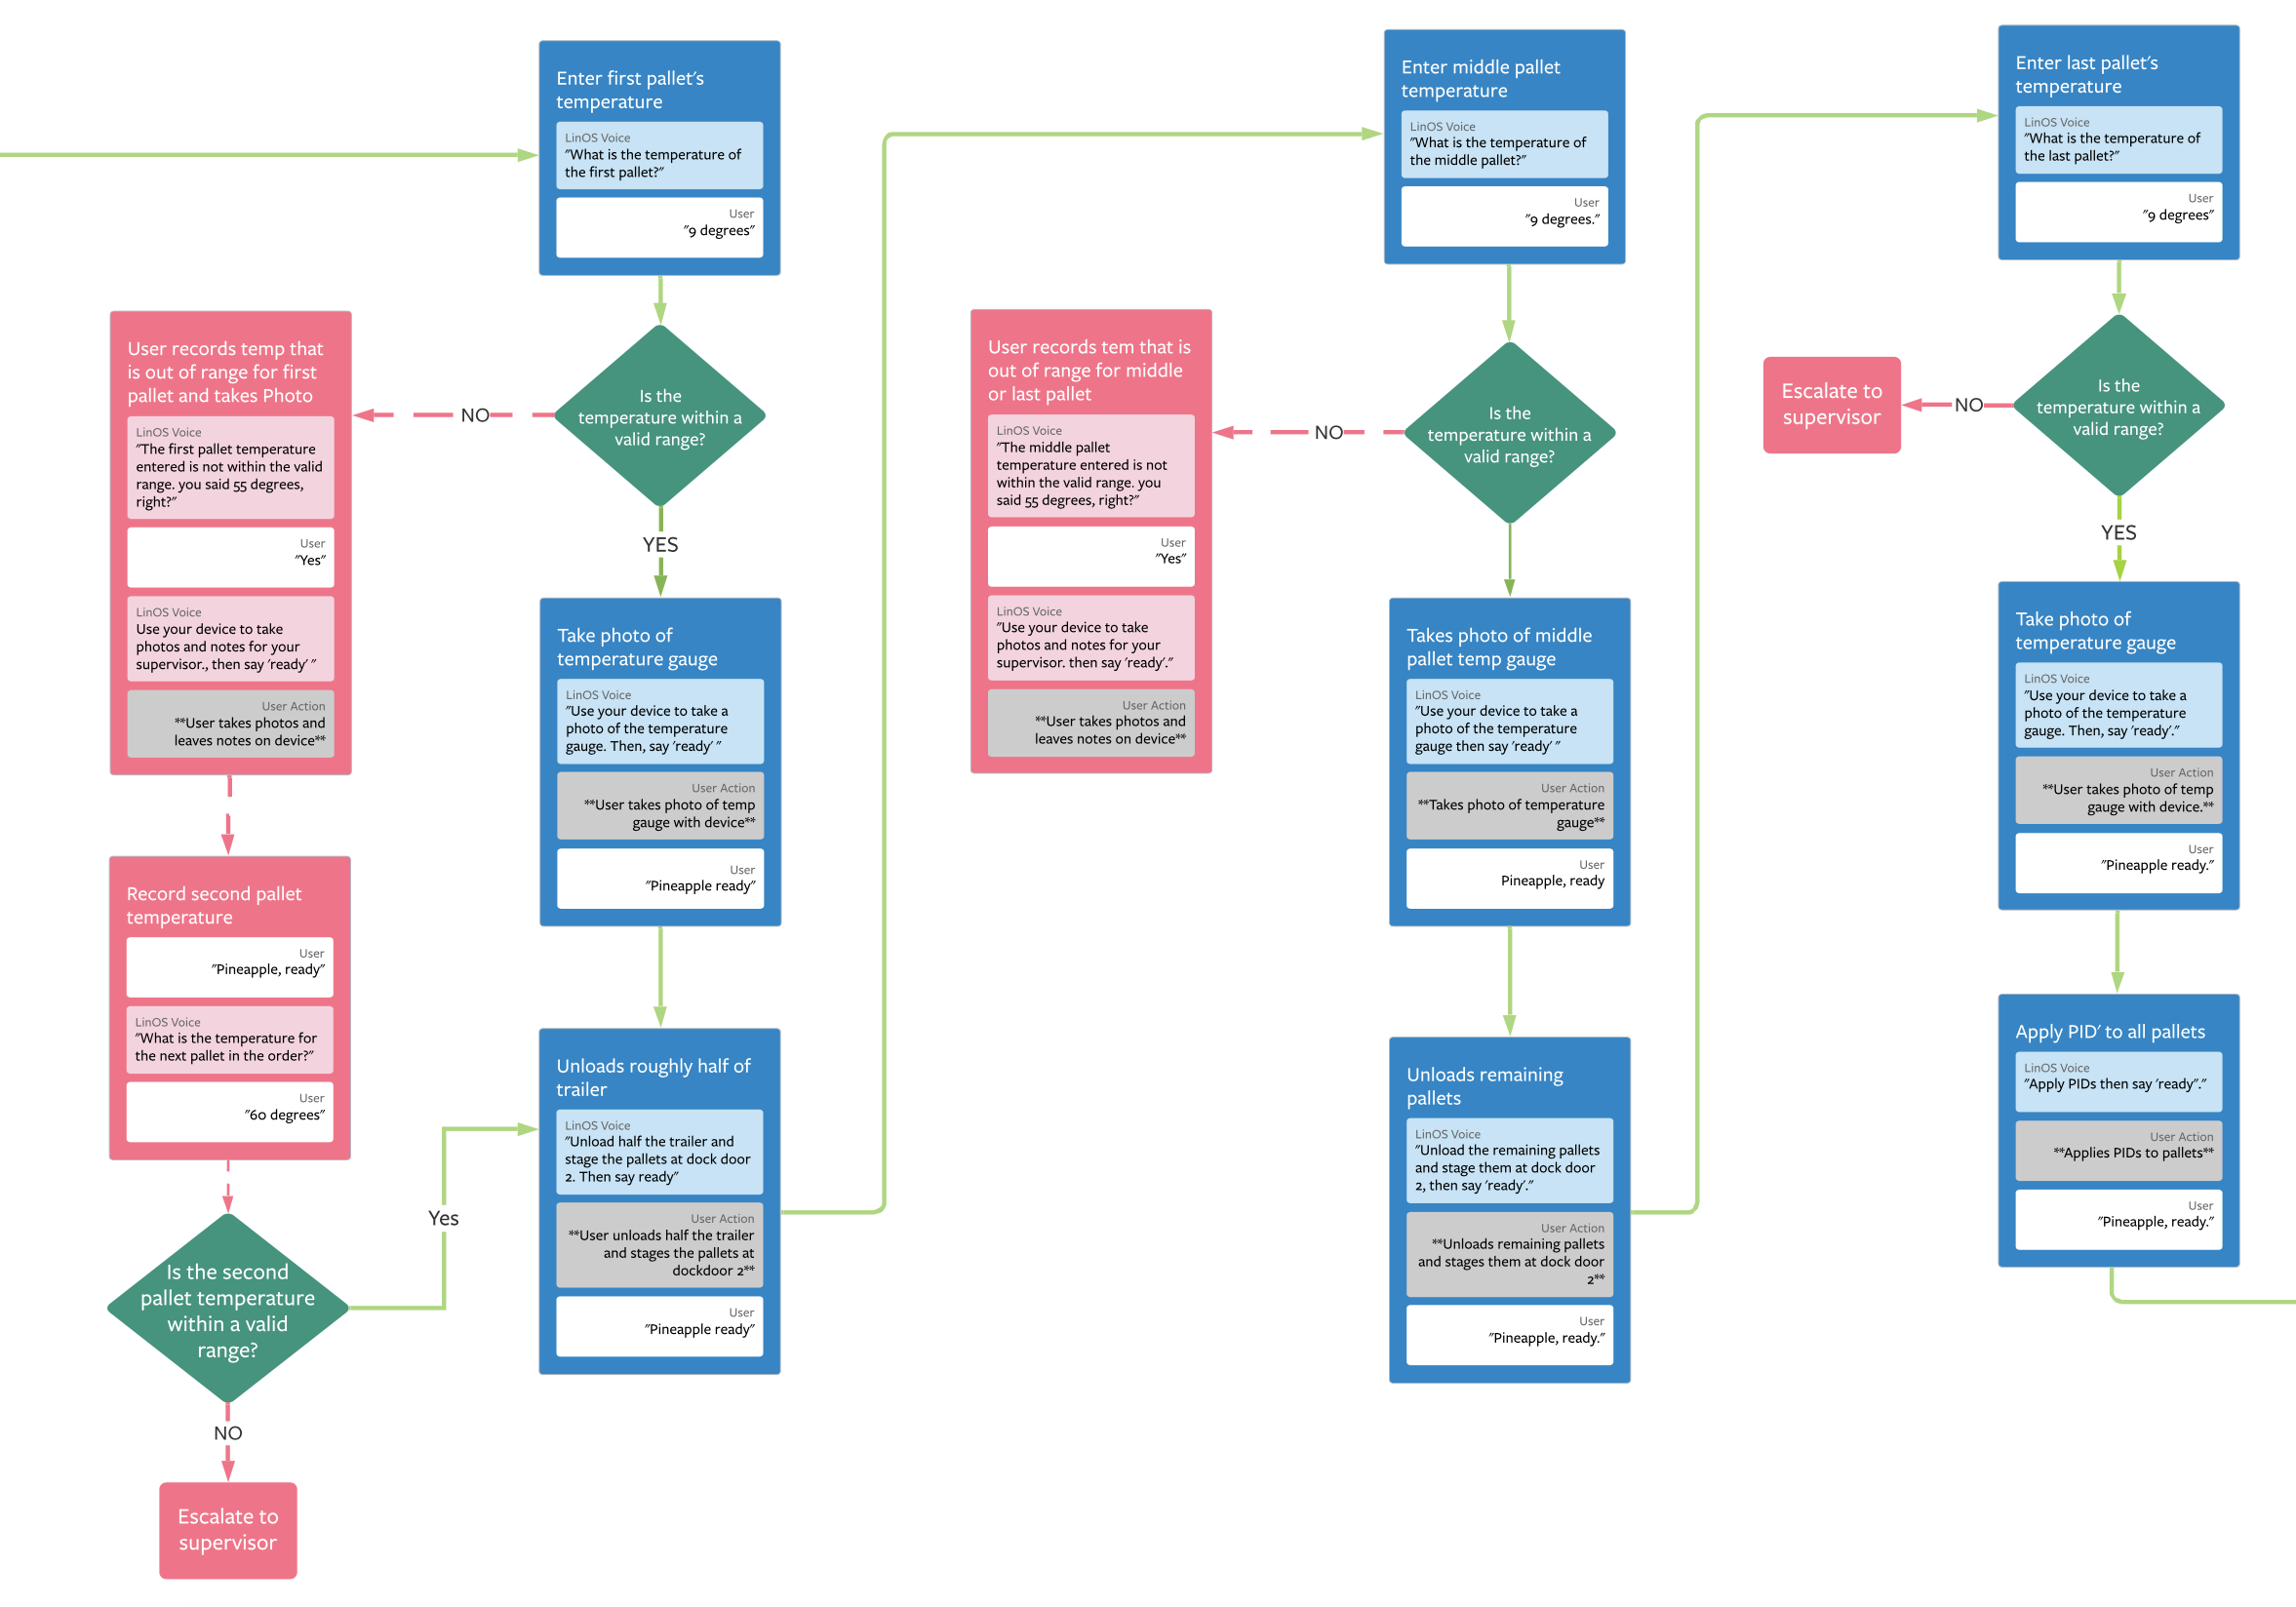 Enter first pallet's
temperature
LinOS Voice
"What is the temperature of
the first pallet?"
User
"9 degrees"
Is the
temperature within a
valid range?
NO
User records temp that
is out of range for first
pallet and takes Photo
LinOS Voice
"The first pallet temperature
entered is not within the valid
range. you said 55 degrees,
right?"
User
"Yes"
LinOS Voice
Use your device to take
photos and notes for your
supervisor., then say 'ready' "
User Action
**User takes photos and
leaves notes on device**
Record second pallet
temperature
User
"Pineapple, ready"
LinOS Voice
"What is the temperature for
the next pallet in the order?"
User
"60 degrees"
Is the second
pallet temperature
within a valid
range?
Yes
NO
Escalate to
supervisor
YES
Take photo of
temperature gauge
LinOS Voice
"Use your device to take a
photo of the temperature
gauge. Then, say 'ready' "
User Action
**User takes photo of temp
gauge with device**
User
"Pineapple ready"
Unloads roughly half of
trailer
LinOS Voice
"Unload half the trailer and
stage the pallets at dock door
2. Then say ready"
User Action
**User unloads half the trailer
and stages the pallets at
dockdoor 2**
User
"Pineapple ready"
Enter middle pallet
temperature
LinOS Voice
"What is the temperature of
the middle pallet?"
User
"9 degrees."
Is the
temperature within a
valid range?
NO
User records tem that is
out of range for middle
or last pallet
LinOS Voice
"The middle pallet
temperature entered is not
within the valid range. you
said 55 degrees, right?"
User
"Yes"
LinOS Voice
"Use your device to take
photos and notes for your
supervisor. then say 'ready'."
User Action
**User takes photos and
leaves notes on device**
Takes photo of middle
pallet temp gauge
LinOS Voice
"Use your device to take a
photo of the temperature
gauge then say 'ready' "
User Action
**Takes photo of temperature
gauge**
User
Pineapple, ready
Unloads remaining
pallets
LinOS Voice
"Unload the remaining pallets
and stage them at dock door
2, then say 'ready'."
User Action
**Unloads remaining pallets
and stages them at dock door
2**
User
"Pineapple, ready."
Enter last pallet's
temperature
LinOS Voice
"What is the temperature of
the last pallet?"
User
"9 degrees"
Is the
temperature within a
valid range?
NO
Escalate to
supervisor
YES
Take photo of
temperature gauge
LinOS Voice
"Use your device to take a
photo of the temperature
gauge. Then, say 'ready'."
User Action
**User takes photo of temp
gauge with device.**
User
"Pineapple ready."
Apply PID' to all pallets
LinOS Voice
"Apply PIDs then say 'ready"."
User Action
**Applies PIDs to pallets**
User
"Pineapple, ready."